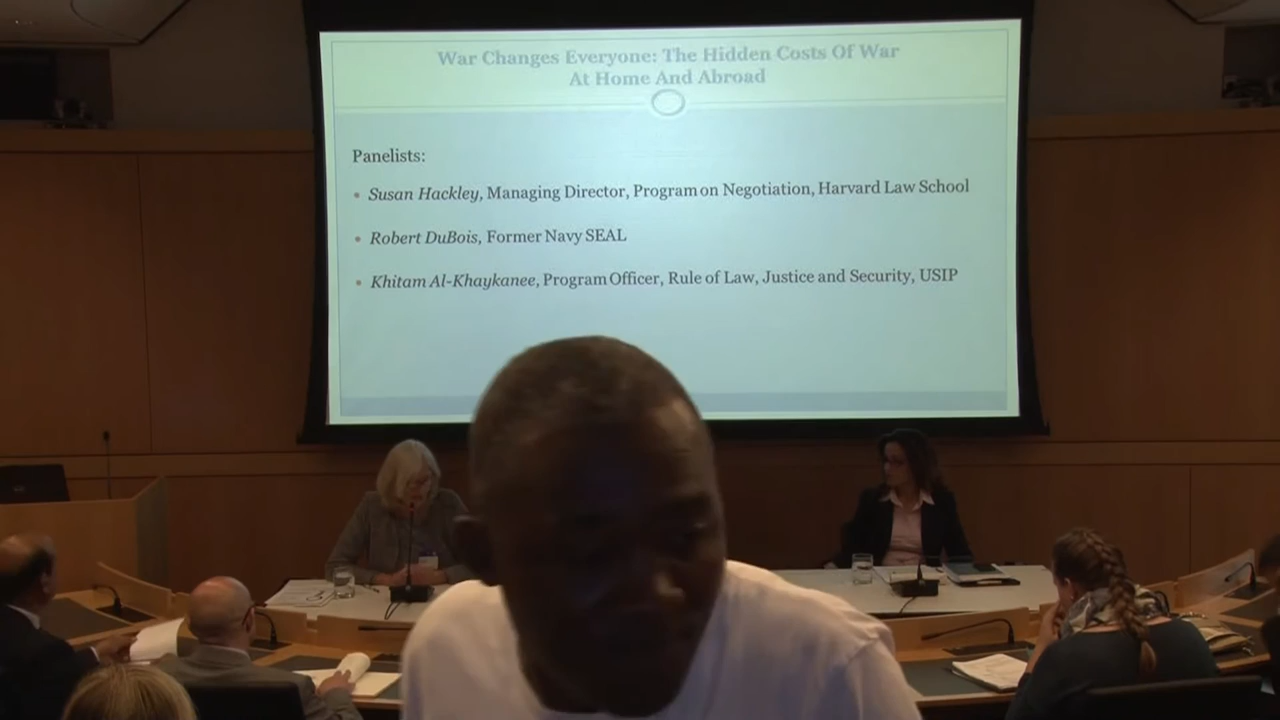 War Changes Everyone: The Hidden Costs Of War
At Home And Abroad
Panelists:
• Susan Hackley, Managing Director, Program on Negotiation, Harvard Law School
• Robert DuBois, Former Navy SEAL
• Khitam Al-Khaykanee, Program Officer, Rule of Law, Justice and Security, USIP